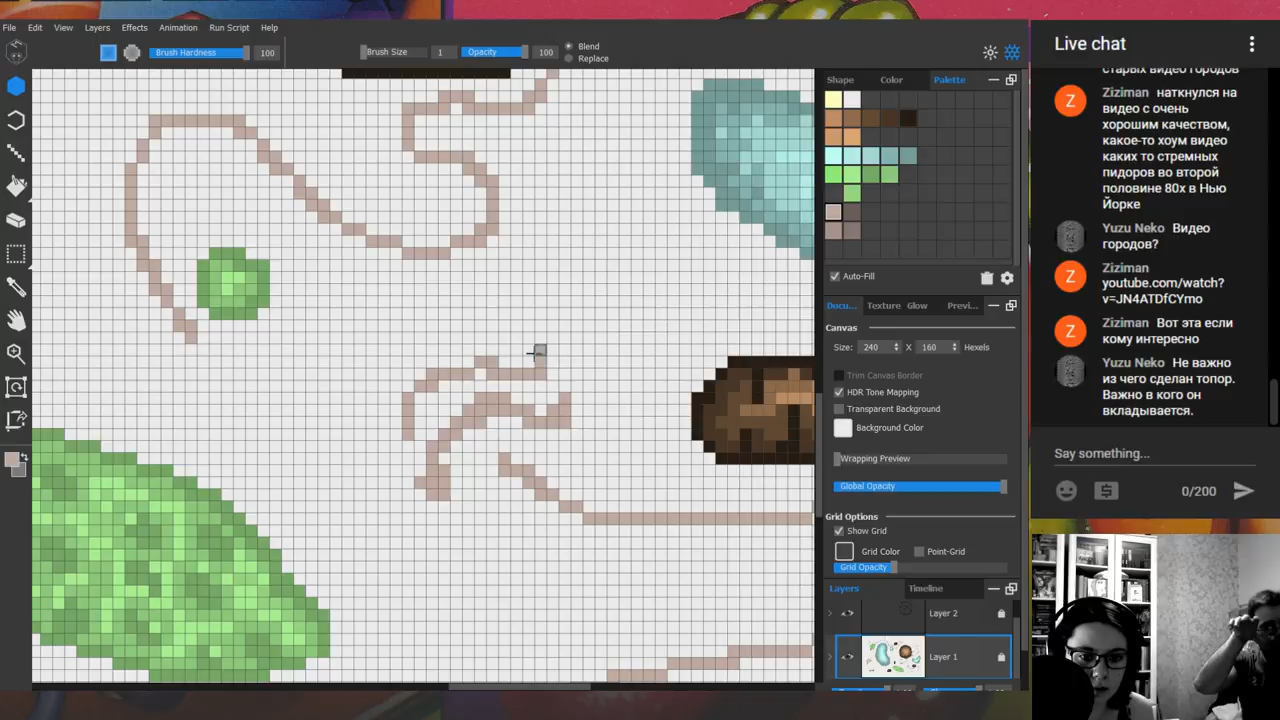 File Edit View Layers Effects Animation Run Script Help
Brush Hardness 100 Brush Size 1 Opacity 100 Blend
Replace
Shape Color Palette
Auto-Fill
Docu... Texture Glow Previ...
Canvas
Size: 240 X 160 Hexels
Trim Canvas Border
HDR Tone Mapping
Transparent Background
Background Color
Wrapping Preview
Global Opacity
Grid Options
Show Grid
Grid Color Point-Grid
Grid Opacity
Layers Timeline
Layer 2
Layer 1
Live chat
старых видео городов
Ziziman наткнулся на
видео с очень
хорошим качеством,
какое-то хоум видео
каких то стремных
пидоров во второй
половине 80х в Нью
Йорке
Yuzu Neko Видео
городов?
Ziziman
youtube.com/watch?
v=JN4ATDfCYmo
Ziziman Вот эта если
кому интересно
Yuzu Neko Не важно
из чего сделан топор.
Важно в кого он
вкладывается.
Say something...
0/200